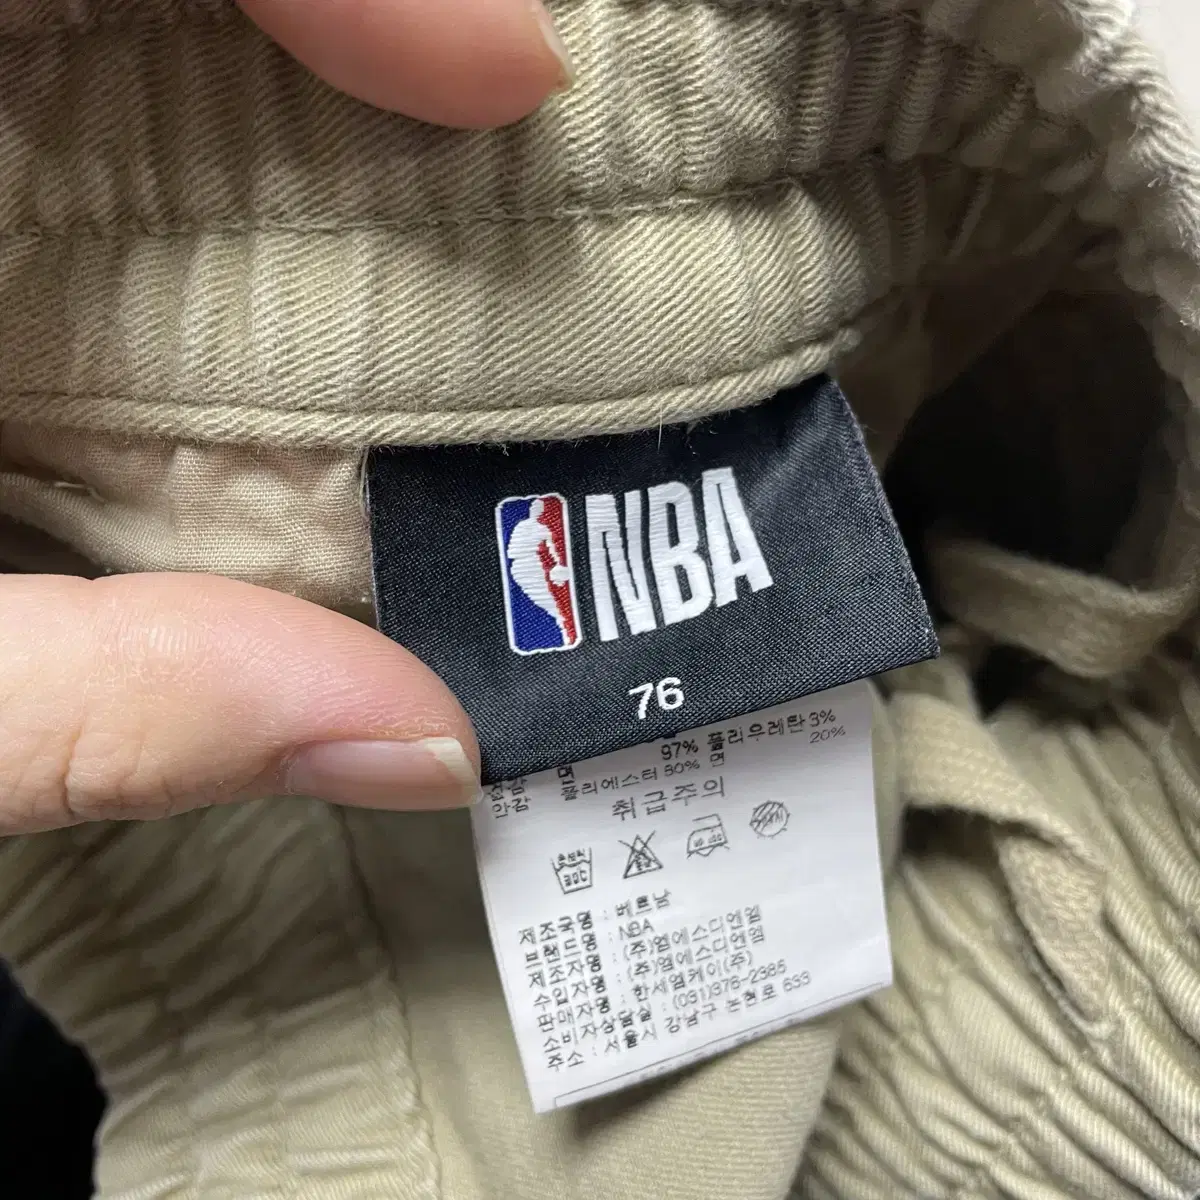 NBA
76
97% 폴리우레탄 3%
폴리에스터 80% 면 20%
취급주의
제조국명 : 베트남
브랜드명 : NBA
제조자명 : (주)엠에스디엔엠
수입자명 : (주)엠에스디엔엠
판매자명 : 한세엠케이(주)
소비자상담실 : (031)376-2385
주소 : 서울시 강남구 논현로 633